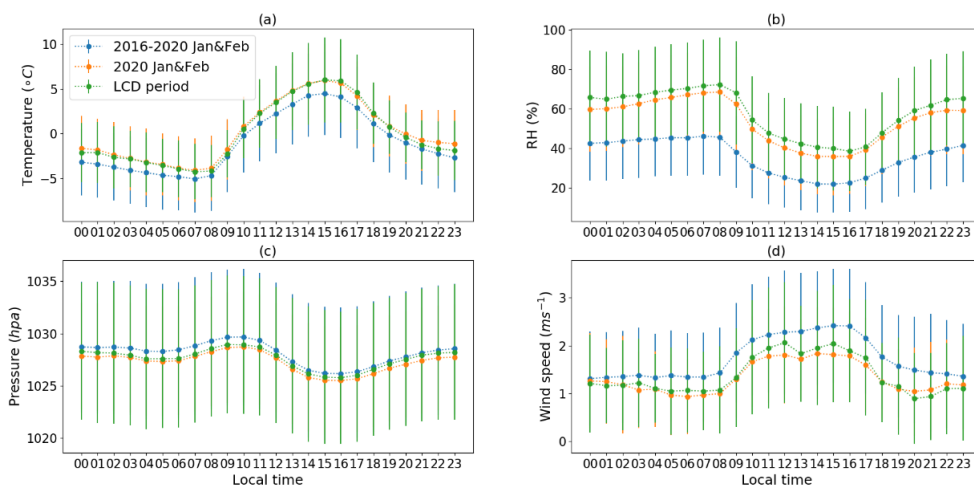 (a)
Temperature (∘C)
10
5
0
−5
2016-2020 Jan&Feb
2020 Jan&Feb
LCD period
00 01 02 03 04 05 06 07 08 09 10 11 12 13 14 15 16 17 18 19 20 21 22 23
(b)
RH (%)
100
80
60
40
20
00 01 02 03 04 05 06 07 08 09 10 11 12 13 14 15 16 17 18 19 20 21 22 23
(c)
Pressure (hpa)
1035
1030
1025
1020
00 01 02 03 04 05 06 07 08 09 10 11 12 13 14 15 16 17 18 19 20 21 22 23
Local time
(d)
Wind speed (ms⁻¹)
3
2
1
0
00 01 02 03 04 05 06 07 08 09 10 11 12 13 14 15 16 17 18 19 20 21 22 23
Local time